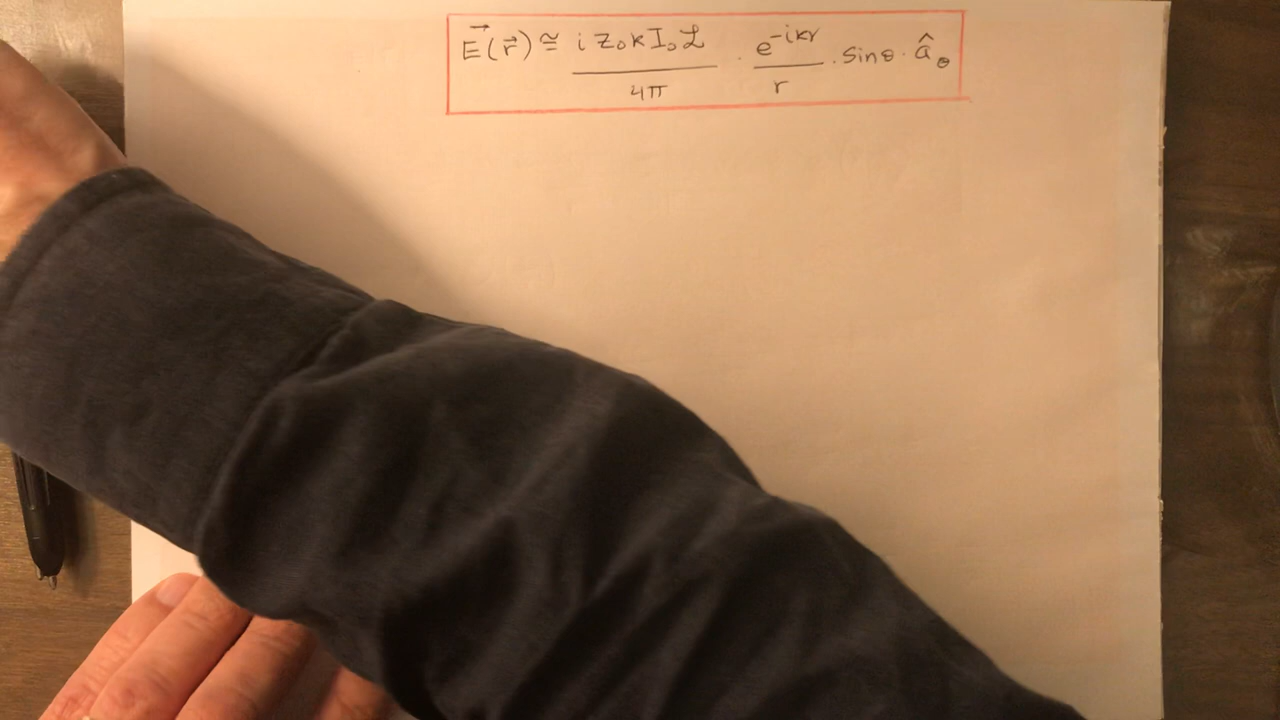 E⃗(r⃗) ≅ i Z₀ k I₀ ℒ / 4π · e^{-ikr} / r · sinθ · â_θ